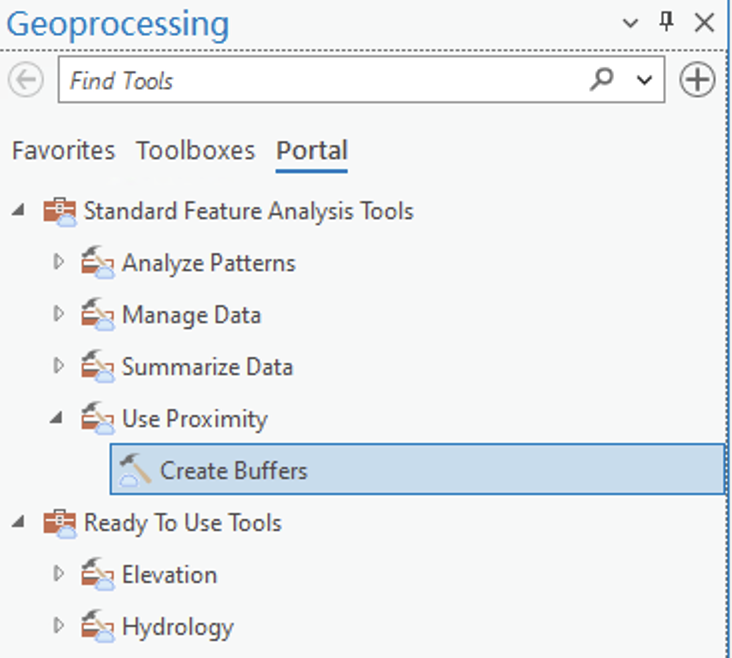 Geoprocessing
Find Tools
Favorites Toolboxes Portal
Standard Feature Analysis Tools
Analyze Patterns
Manage Data
Summarize Data
Use Proximity
Create Buffers
Ready To Use Tools
Elevation
Hydrology